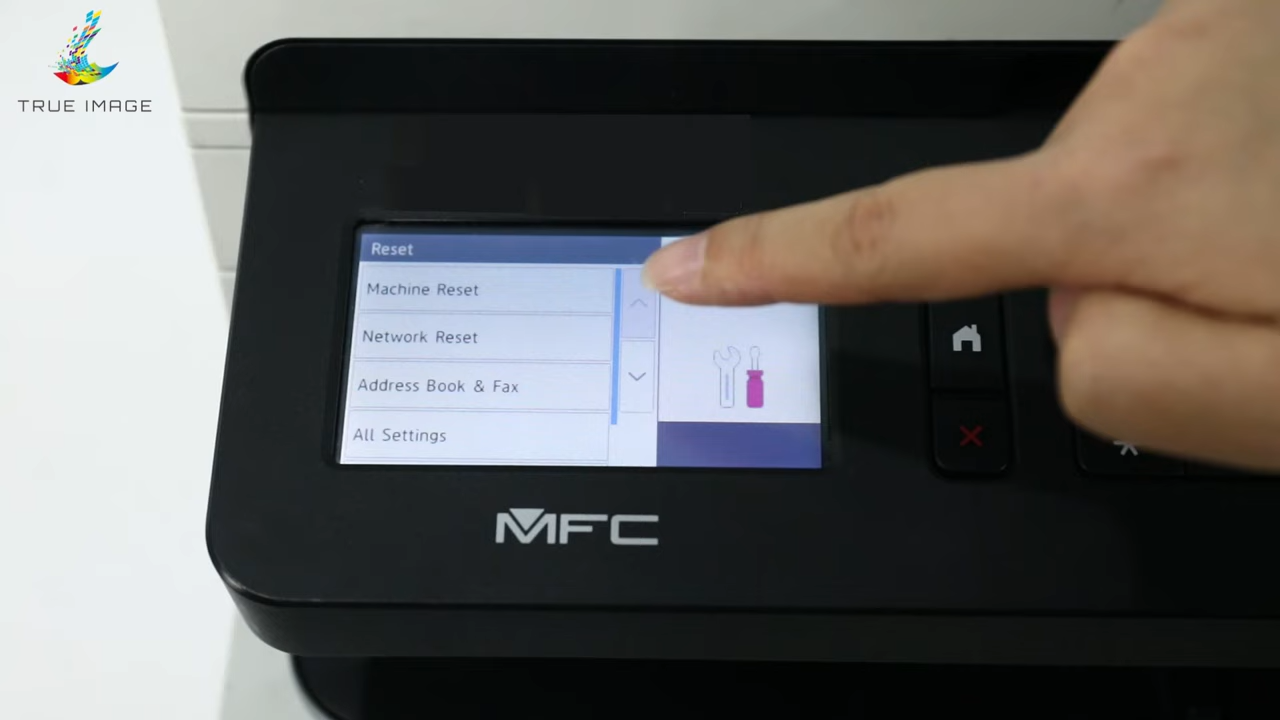 TRUE IMAGE
Reset
Machine Reset
Network Reset
Address Book & Fax
All Settings
MFC